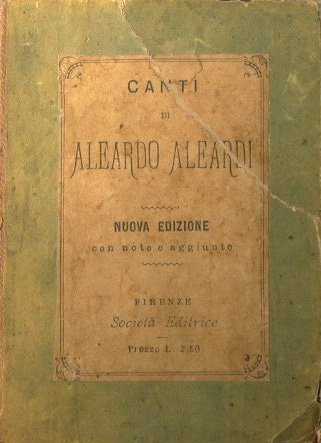 CANTI
DI
ALEARDO ALEARDI
NUOVA EDIZIONE
con note e aggiunte
FIRENZE
Società Editrice
Prezzo L. 2,50